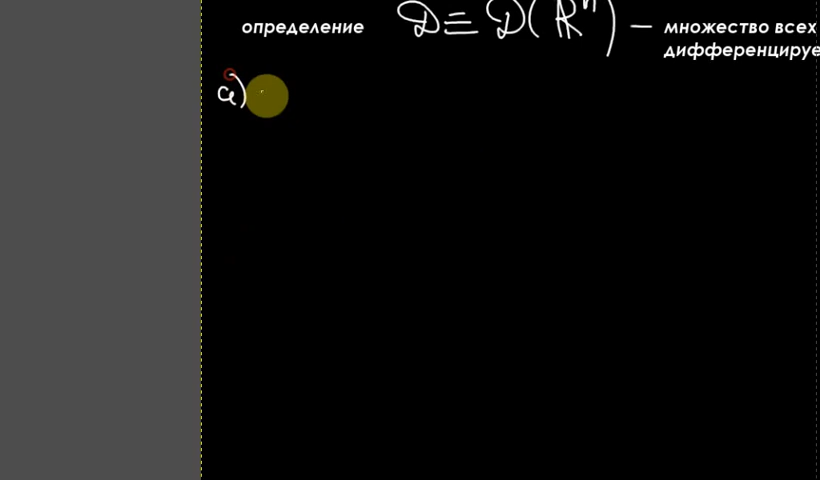 определение 𝒟 ≡ 𝒟(ℝⁿ) — множество всех
дифференцируе
a)